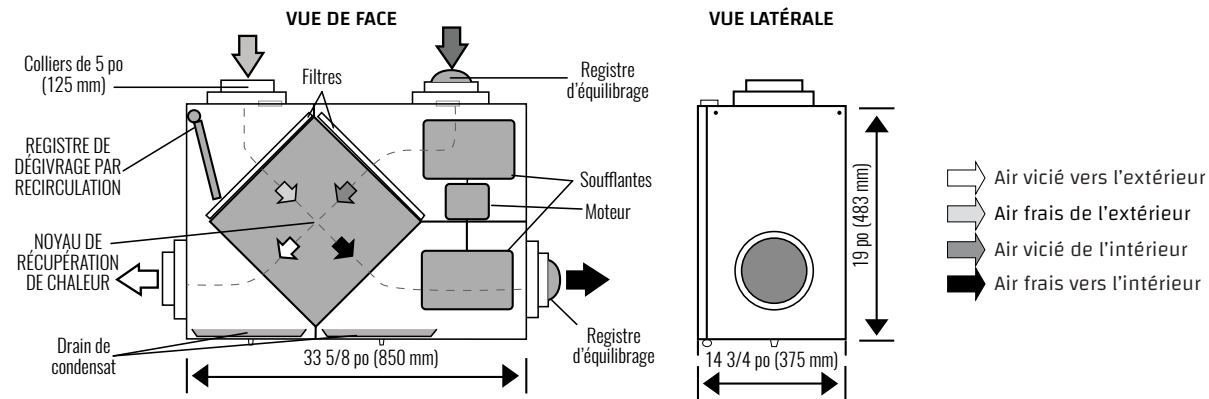 VUE DE FACE
VUE LATÉRALE
Colliers de 5 po
(125 mm)
Filtres
Registre
d'équilibrage
REGISTRE DE
DÉGIVRAGE PAR
RECIRCULATION
Soufflantes
Moteur
NOYAU DE
RÉCUPÉRATION
DE CHALEUR
Drain de
condensat
Registre
d'équilibrage
33 5/8 po (850 mm)
19 po (483 mm)
14 3/4 po (375 mm)
Air vicié vers l'extérieur
Air frais de l'extérieur
Air vicié de l'intérieur
Air frais vers l'intérieur